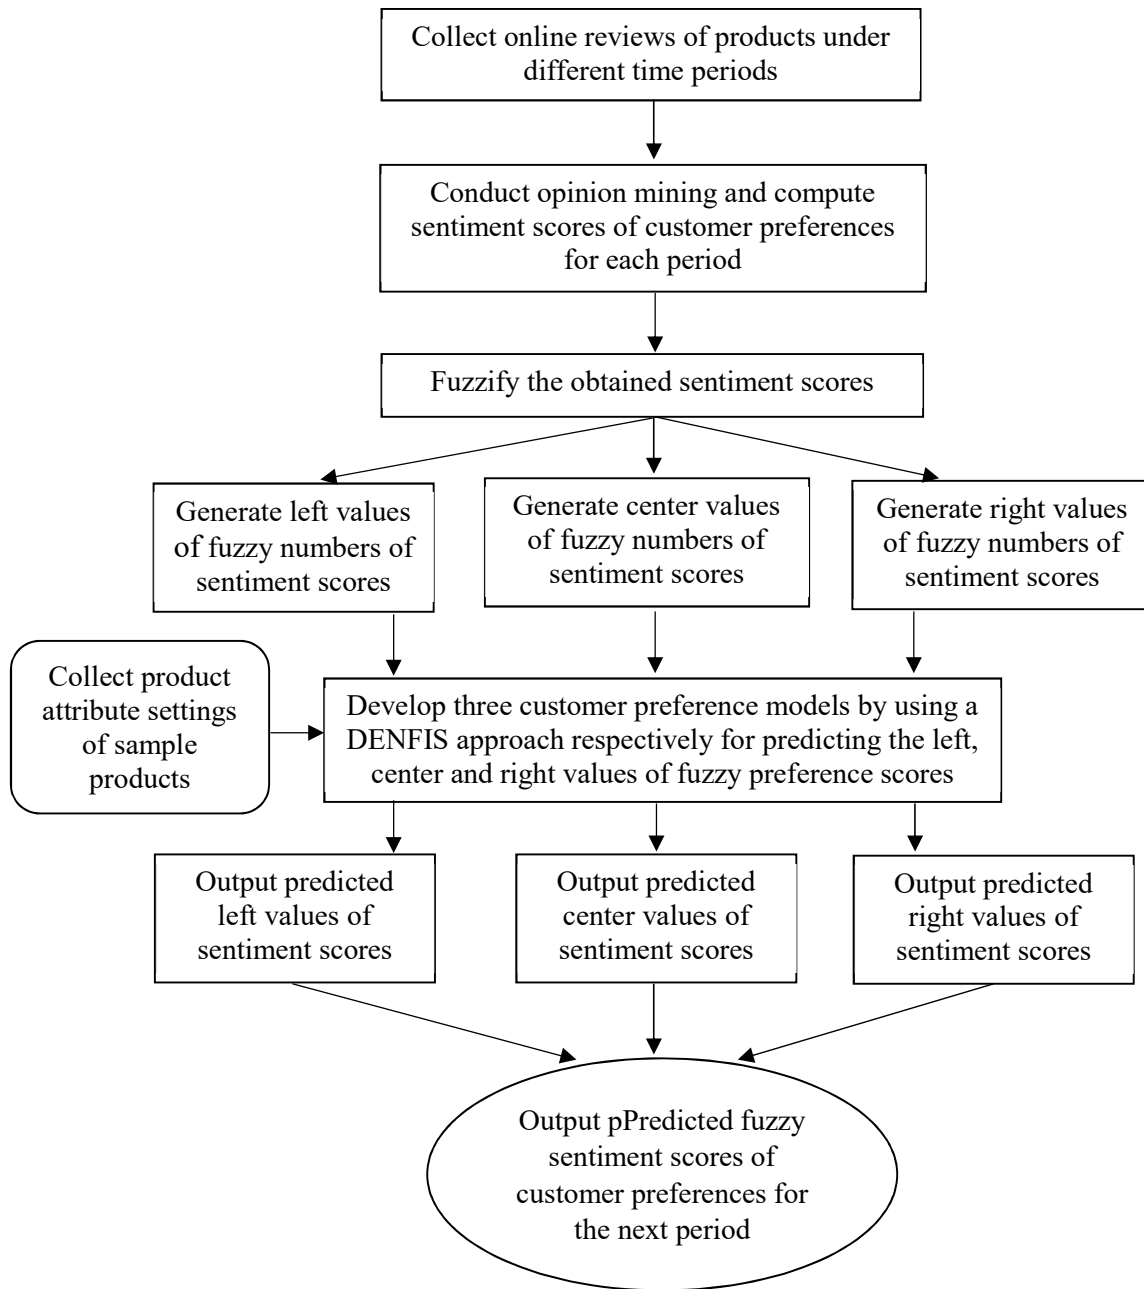 Collect online reviews of products under
different time periods
Conduct opinion mining and compute
sentiment scores of customer preferences
for each period
Fuzzify the obtained sentiment scores
Generate left values
of fuzzy numbers of
sentiment scores
Generate center values
of fuzzy numbers of
sentiment scores
Generate right values
of fuzzy numbers of
sentiment scores
Collect product
attribute settings
of sample
products
Develop three customer preference models by using a
DENFIS approach respectively for predicting the left,
center and right values of fuzzy preference scores
Output predicted
left values of
sentiment scores
Output predicted
center values of
sentiment scores
Output predicted
right values of
sentiment scores
Output pPredicted fuzzy
sentiment scores of
customer preferences for
the next period